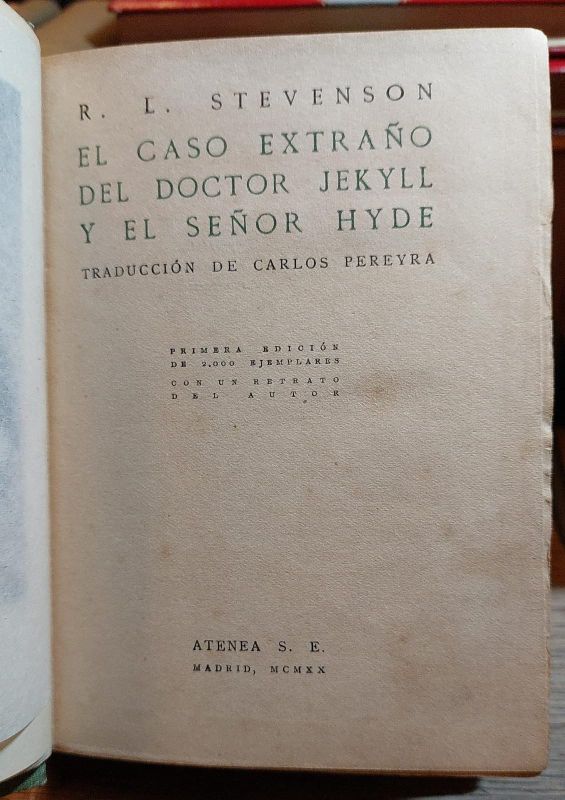 R. L. STEVENSON
EL CASO EXTRAÑO
DEL DOCTOR JEKYLL
Y EL SEÑOR HYDE
TRADUCCIÓN DE CARLOS PEREYRA
PRIMERA EDICIÓN
DE 2.000 EJEMPLARES
CON UN RETRATO
DEL AUTOR
ATENEA S. E.
MADRID, MCMXX